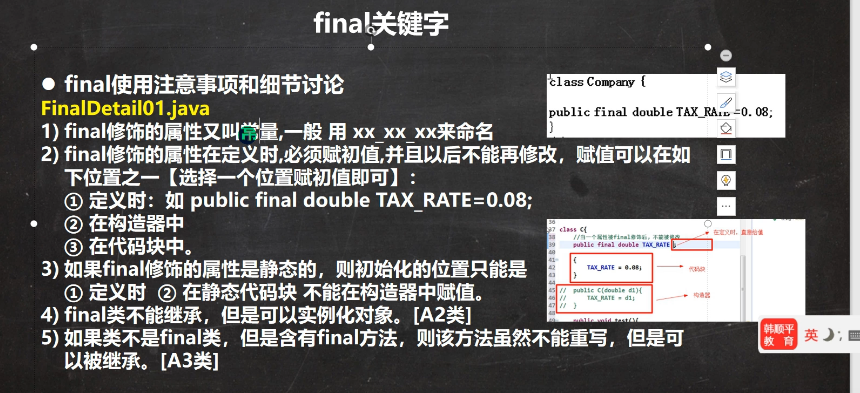 final关键字
● final使用注意事项和细节讨论
FinalDetail01.java
1) final修饰的属性又叫常量,一般 用 xx_xx_xx来命名
2) final修饰的属性在定义时,必须赋初值,并且以后不能再修改，赋值可以在如
下位置之一【选择一个位置赋初值即可】:
① 定义时：如 public final double TAX_RATE=0.08;
② 在构造器中
③ 在代码块中。
3) 如果final修饰的属性是静态的，则初始化的位置只能是
① 定义时 ② 在静态代码块 不能在构造器中赋值。
4) final类不能继承，但是可以实例化对象。[A2类]
5) 如果类不是final类，但是含有final方法，则该方法虽然不能重写，但是可
以被继承。[A3类]
class Company {
public final double TAX_RATE=0.08;
}
36
37 class C{
38 //当一个属性被final修饰后，不能被修改
39 public final double TAX_RATE ;
在定义时，直接给值
41 {
42 TAX_RATE = 0.08;
43 }
代码块
45 // public C(double d1){
46 // TAX_RATE = d1;
47 // }
构造器
public void test(){
韩顺平
教 育
英